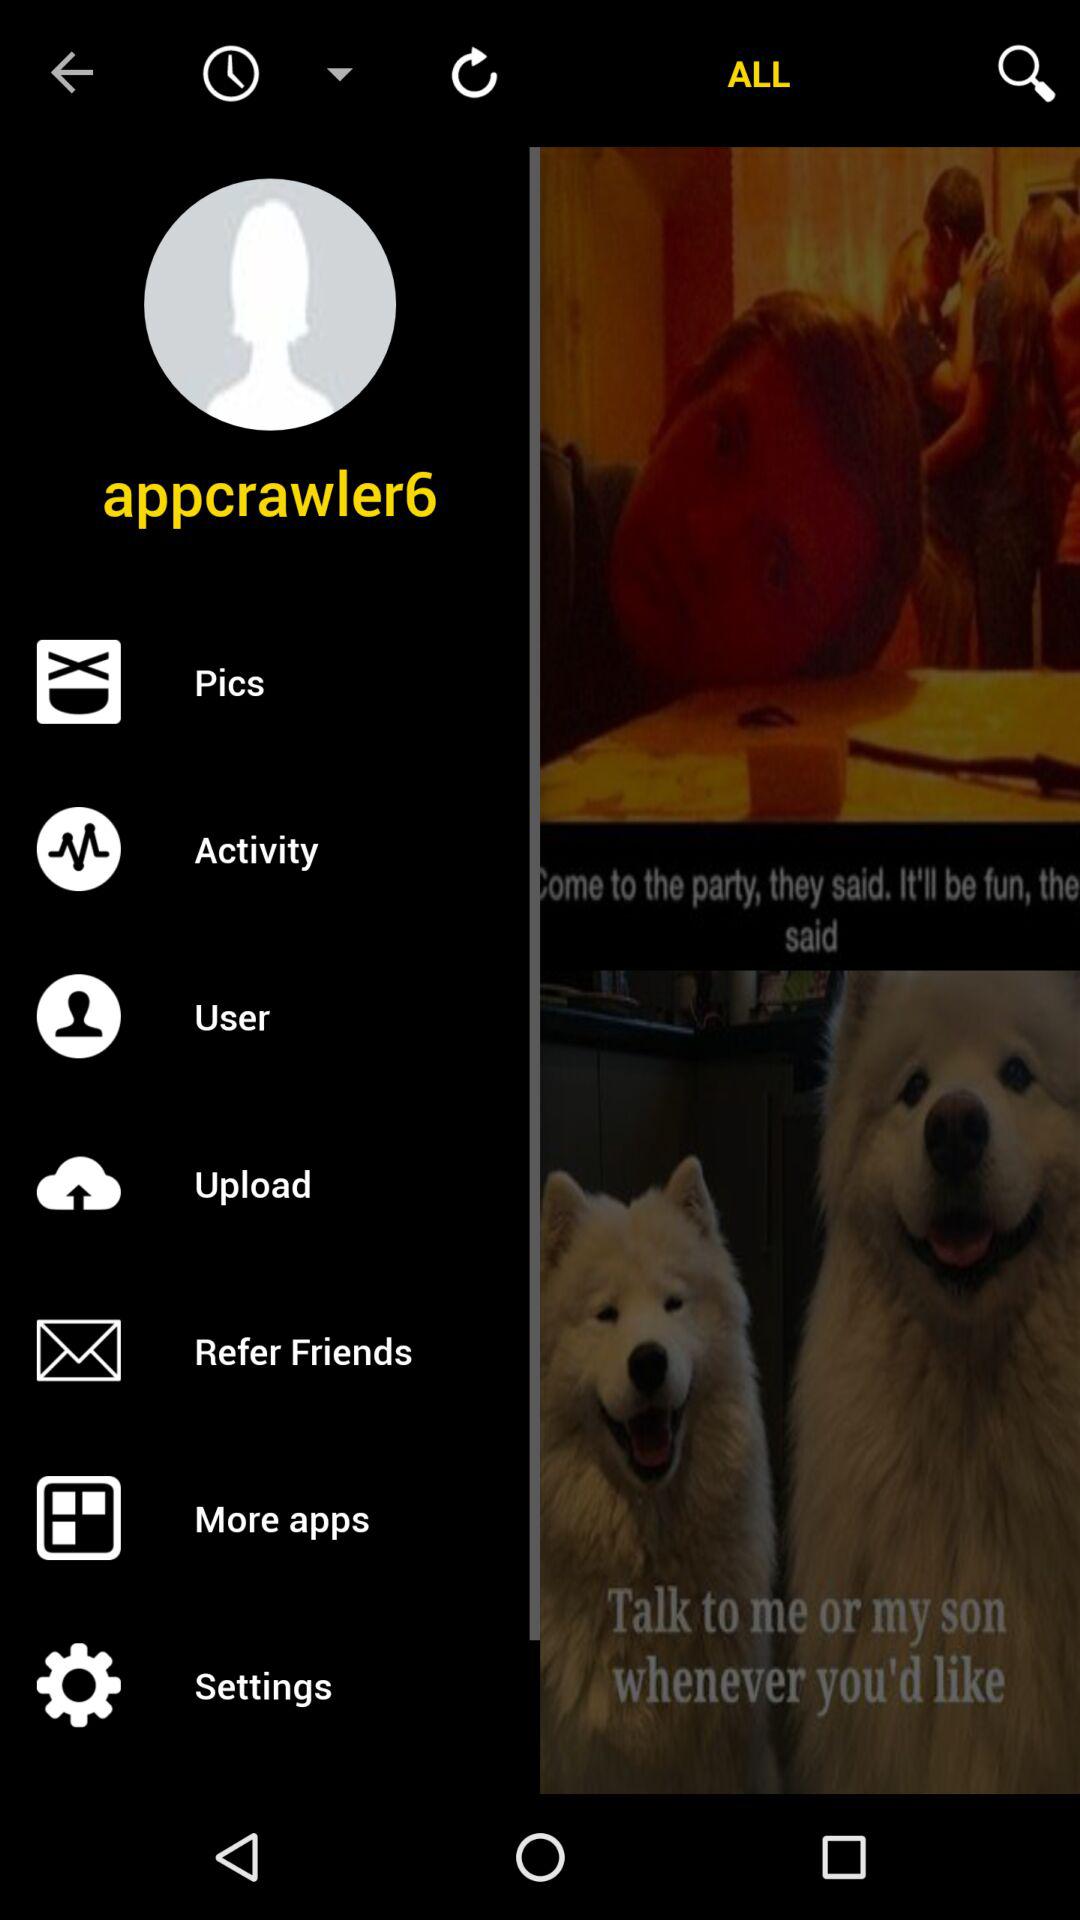 ALL
appcrawler6
Pics
Activity
User
Upload
Refer Friends
More apps
Settings
Come to the party, they said. It'll be fun, the
said
Talk to me or my son
whenever you'd like